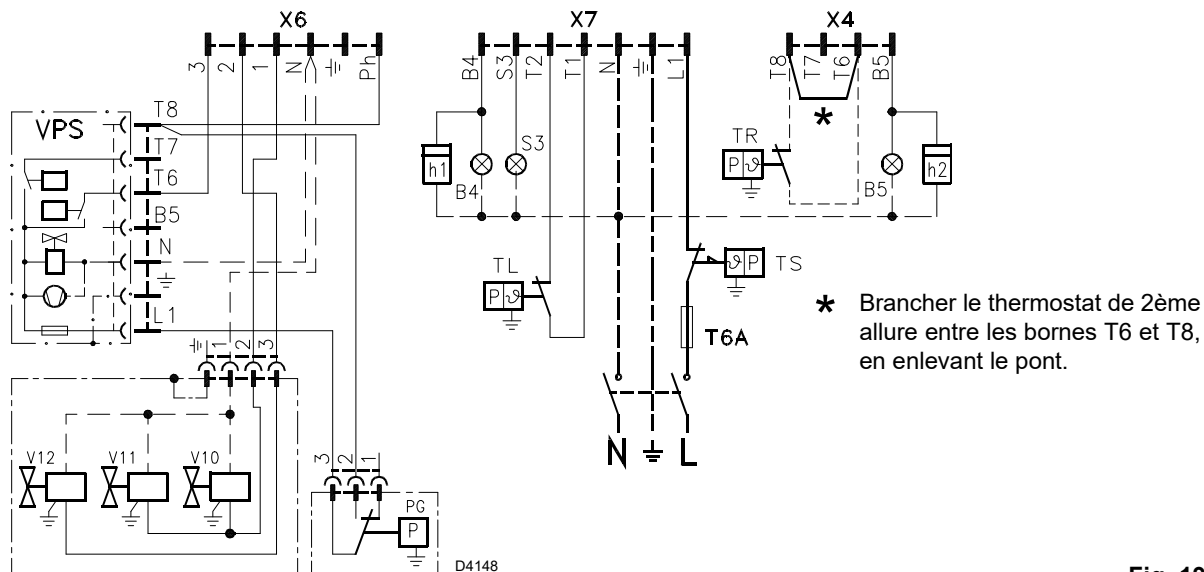 X6
X7
X4
3
2
1
N
Ph
B4
S3
T2
T1
N
L1
T8
T7
T6
B5
VPS
T8
T7
T6
B5
N
L1
h1
B4
S3
TR
P ϑ
B5
h2
TL
P ϑ
ϑ P
TS
T6A
* Brancher le thermostat de 2ème
allure entre les bornes T6 et T8,
en enlevant le pont.
*
1
2
3
N
L
V12
V11
V10
3
2
1
PG
P
D4148